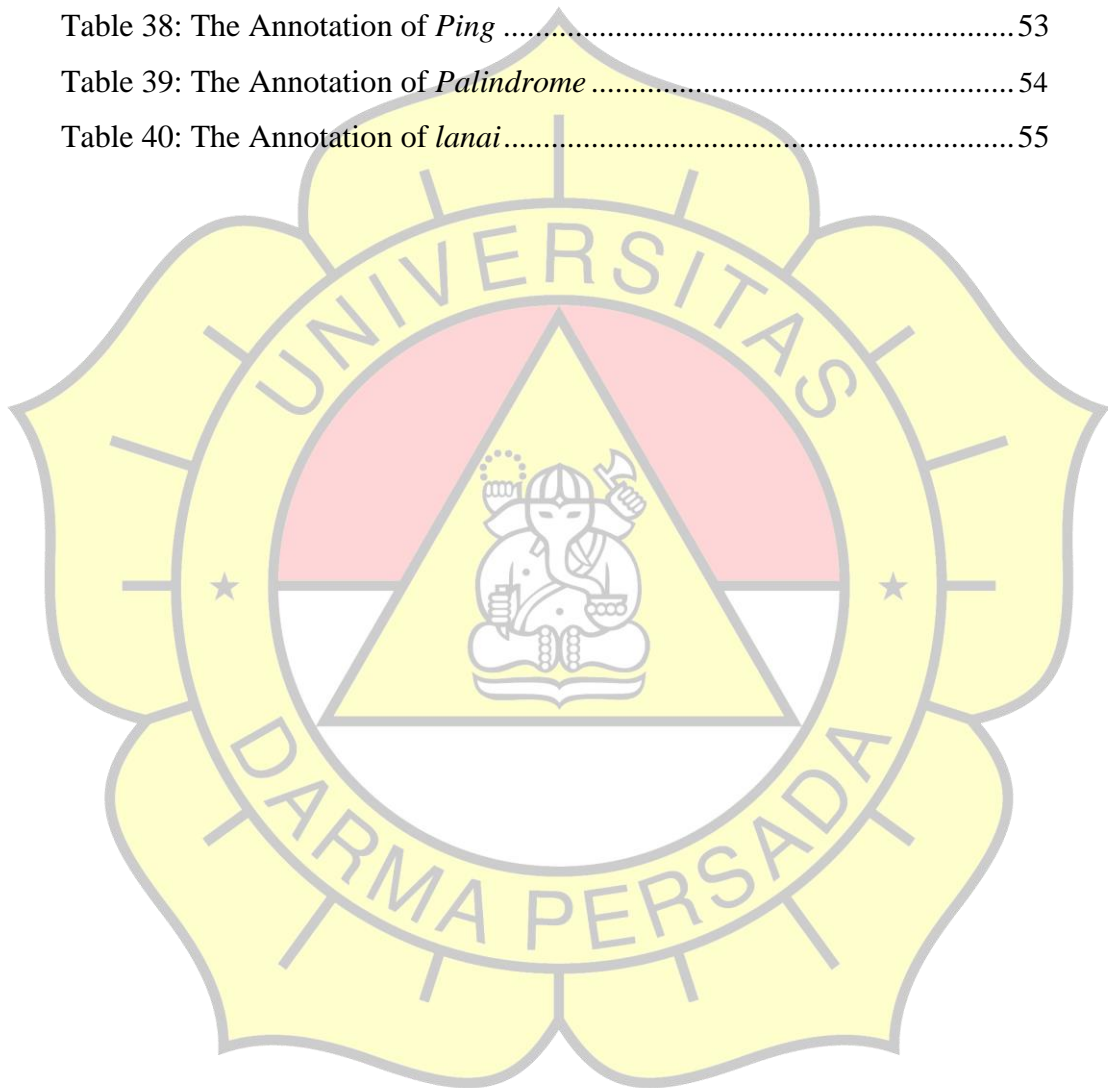 Table 38: The Annotation of Ping ........................................................................ 53
Table 39: The Annotation of Palindrome ............................................................ 54
Table 40: The Annotation of lanai ........................................................................ 55
UNIVERSITAS
DARMA PERSADA